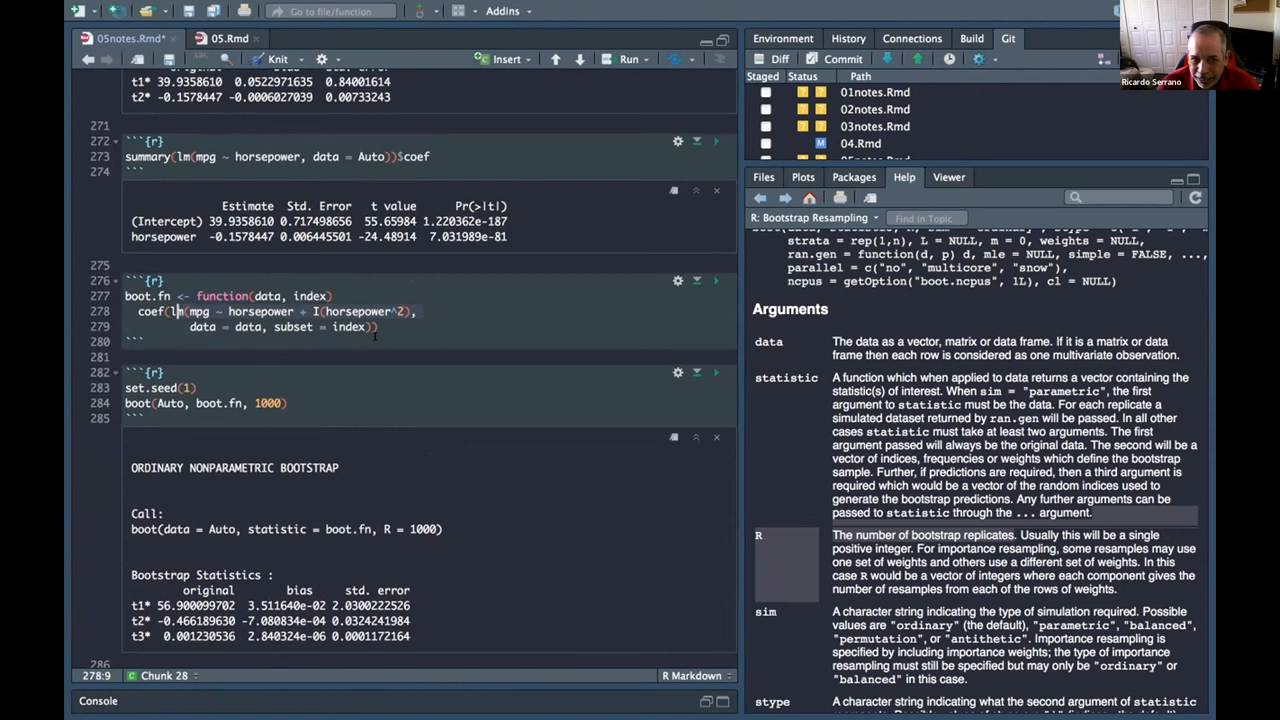 Go to file/function
Addins
05notes.Rmd*
05.Rmd
Knit
Insert
Run
t1* 39.9358610 0.0522971635 0.84001614
t2* -0.1578447 -0.0006027039 0.00733243
271
272 ```{r}
273 summary(lm(mpg ~ horsepower, data = Auto))$coef
274 ```
Estimate Std. Error t value Pr(>|t|)
(Intercept) 39.9358610 0.717498656 55.65984 1.220362e-187
horsepower -0.1578447 0.006445501 -24.48914 7.031989e-81
275
276 ```{r}
277 boot.fn <- function(data, index)
278 coef(lm(mpg ~ horsepower + I(horsepower^2),
279 data = data, subset = index))
280 ```
281
282 ```{r}
283 set.seed(1)
284 boot(Auto, boot.fn, 1000)
285 ```
ORDINARY NONPARAMETRIC BOOTSTRAP
Call:
boot(data = Auto, statistic = boot.fn, R = 1000)
Bootstrap Statistics :
original bias std. error
t1* 56.900099702 3.511640e-02 2.0300222526
t2* -0.466189630 -7.080834e-04 0.0324241984
t3* 0.001230536 2.840324e-06 0.0001172164
286
278:9 Chunk 28 R Markdown
Console
Environment History Connections Build Git
Diff Commit
Staged Status Path
01notes.Rmd
02notes.Rmd
03notes.Rmd
M 04.Rmd
Files Plots Packages Help Viewer
R: Bootstrap Resampling Find in Topic
strata = rep(1,n), L = NULL, m = 0, weights = NULL,
ran.gen = function(d, p) d, mle = NULL, simple = FALSE, ...,
parallel = c("no", "multicore", "snow"),
ncpus = getOption("boot.ncpus", 1L), cl = NULL)
Arguments
data The data as a vector, matrix or data frame. If it is a matrix or data
frame then each row is considered as one multivariate observation.
statistic A function which when applied to data returns a vector containing the
statistic(s) of interest. When sim = "parametric", the first
argument to statistic must be the data. For each replicate a
simulated dataset returned by ran.gen will be passed. In all other
cases statistic must take at least two arguments. The first
argument passed will always be the original data. The second will be a
vector of indices, frequencies or weights which define the bootstrap
sample. Further, if predictions are required, then a third argument is
required which would be a vector of the random indices used to
generate the bootstrap predictions. Any further arguments can be
passed to statistic through the ... argument.
R The number of bootstrap replicates. Usually this will be a single
positive integer. For importance resampling, some resamples may use
one set of weights and others use a different set of weights. In this
case R would be a vector of integers where each component gives the
number of resamples from each of the rows of weights.
sim A character string indicating the type of simulation required. Possible
values are "ordinary" (the default), "parametric", "balanced",
"permutation", or "antithetic". Importance resampling is
specified by including importance weights; the type of importance
resampling must still be specified but may only be "ordinary" or
"balanced" in this case.
stype A character string indicating what the second argument of statistic
Ricardo Serrano